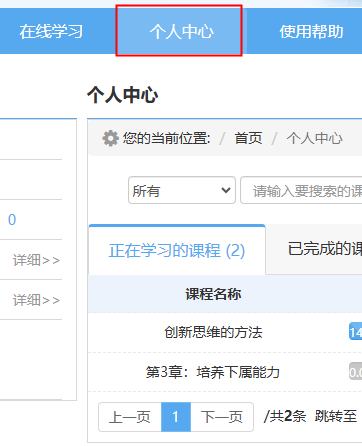 在线学习 个人中心 使用帮助
个人中心
您的当前位置: / 首页 / 个人中心
所有 请输入要搜索的课
0
正在学习的课程 (2) 已完成的课
详细>>
课程名称
详细>>
创新思维的方法 14
第3章：培养下属能力 0.0
上一页 1 下一页 /共2条 跳转至